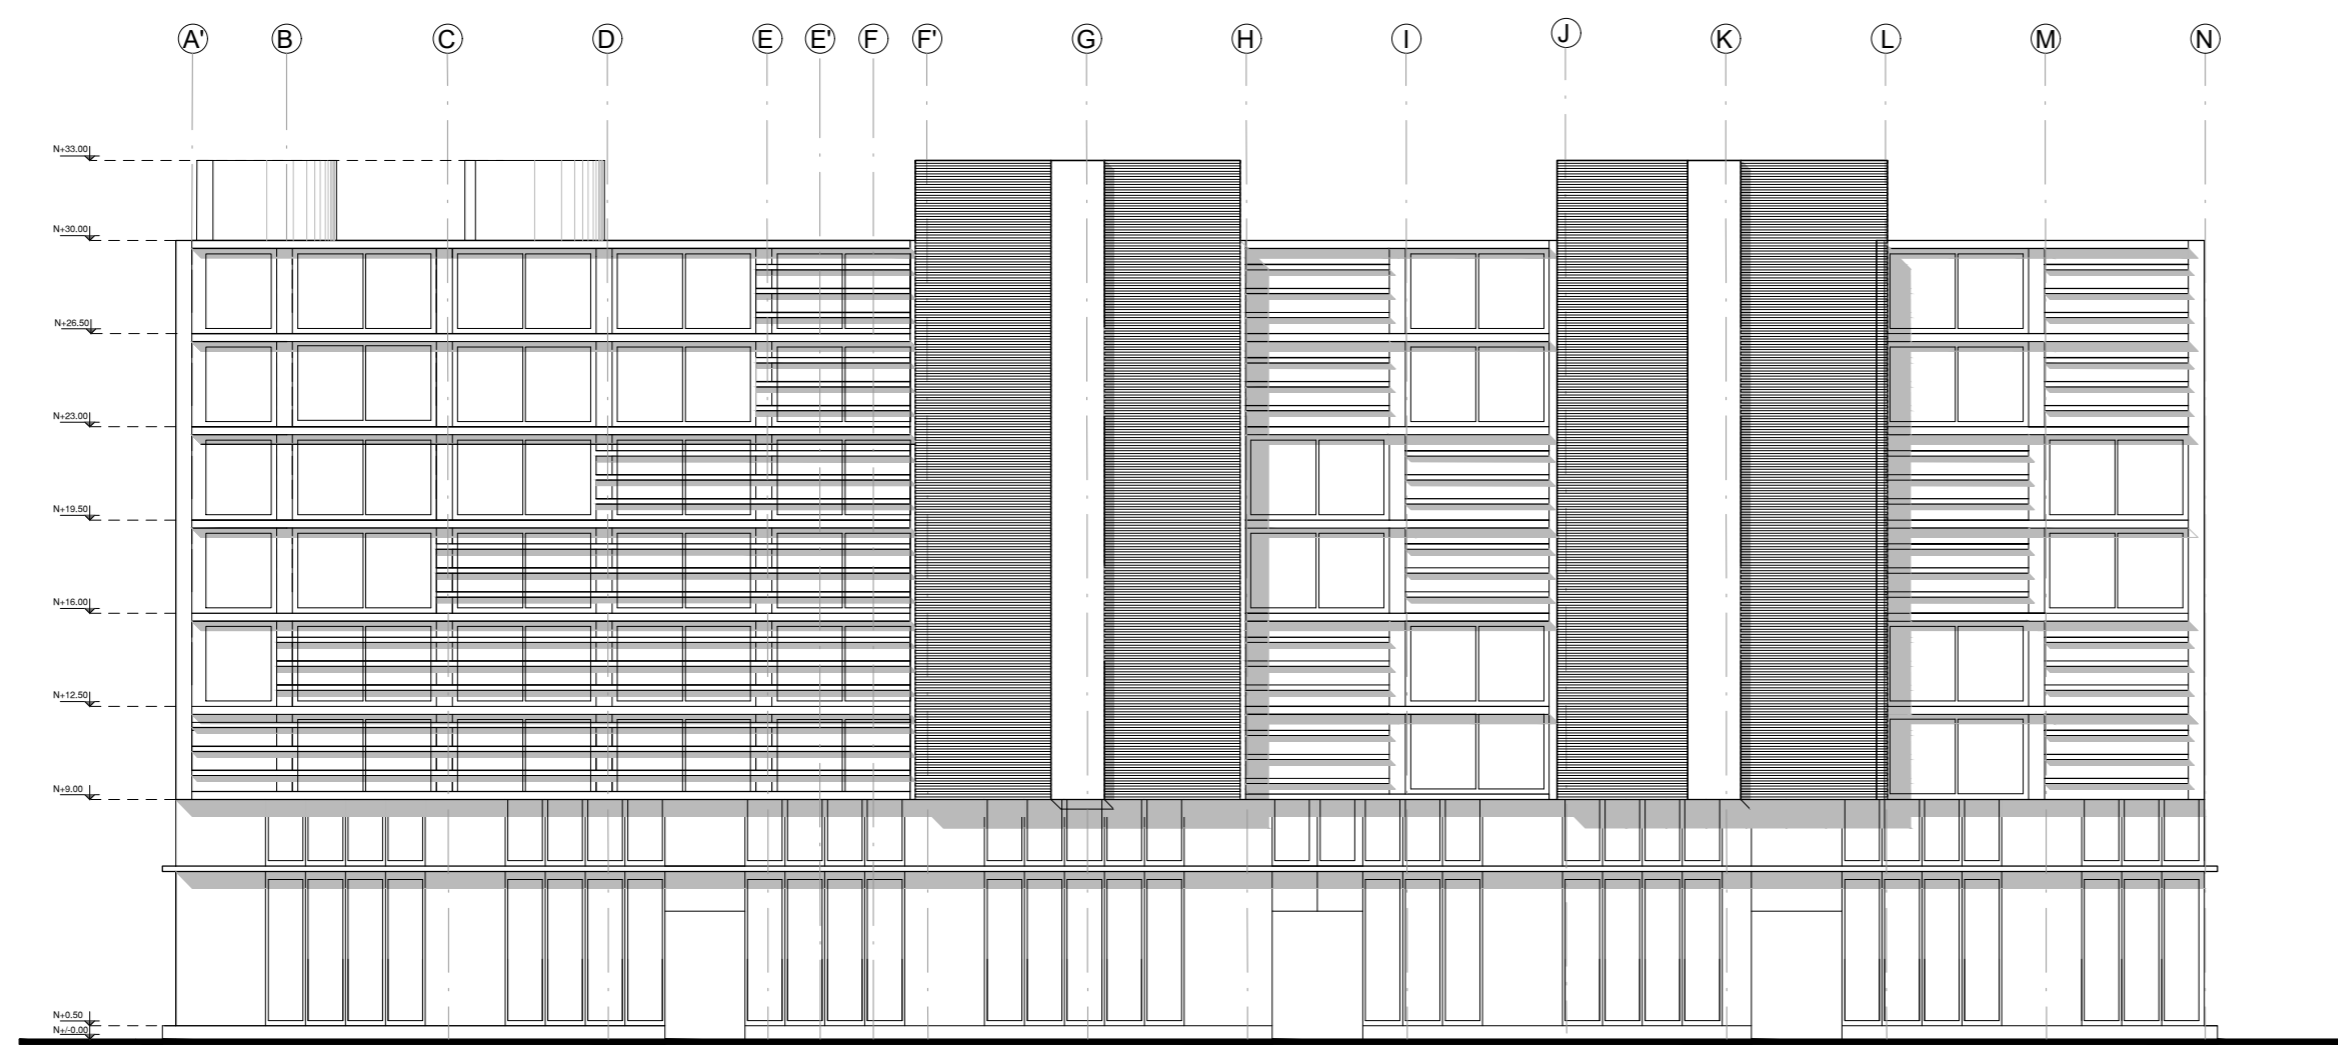 A' B C D E E' F F' G H I J K L M N
N+33.00
N+30.00
N+26.50
N+23.00
N+19.50
N+16.00
N+12.50
N+9.00
N+0.50
N+/-0.00